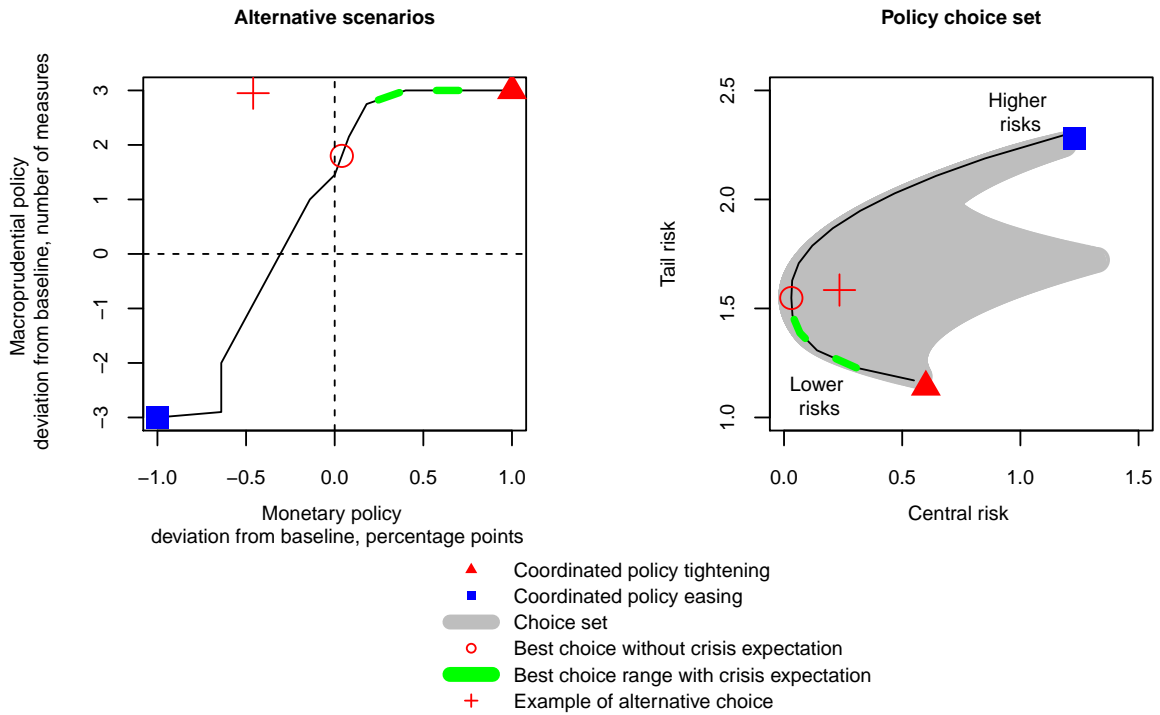 Alternative scenarios
Macroprudential policy
deviation from baseline, number of measures
3
2
1
0
−1
−2
−3
−1.0 −0.5 0.0 0.5 1.0
Monetary policy
deviation from baseline, percentage points
Policy choice set
Tail risk
2.5
2.0
1.5
1.0
Higher
risks
Lower
risks
0.0 0.5 1.0 1.5
Central risk
Coordinated policy tightening
Coordinated policy easing
Choice set
Best choice without crisis expectation
Best choice range with crisis expectation
Example of alternative choice